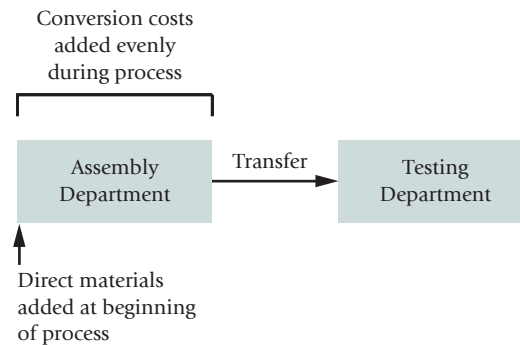 Conversion costs
added evenly
during process
Assembly
Department
Transfer
Testing
Department
Direct materials
added at beginning
of process